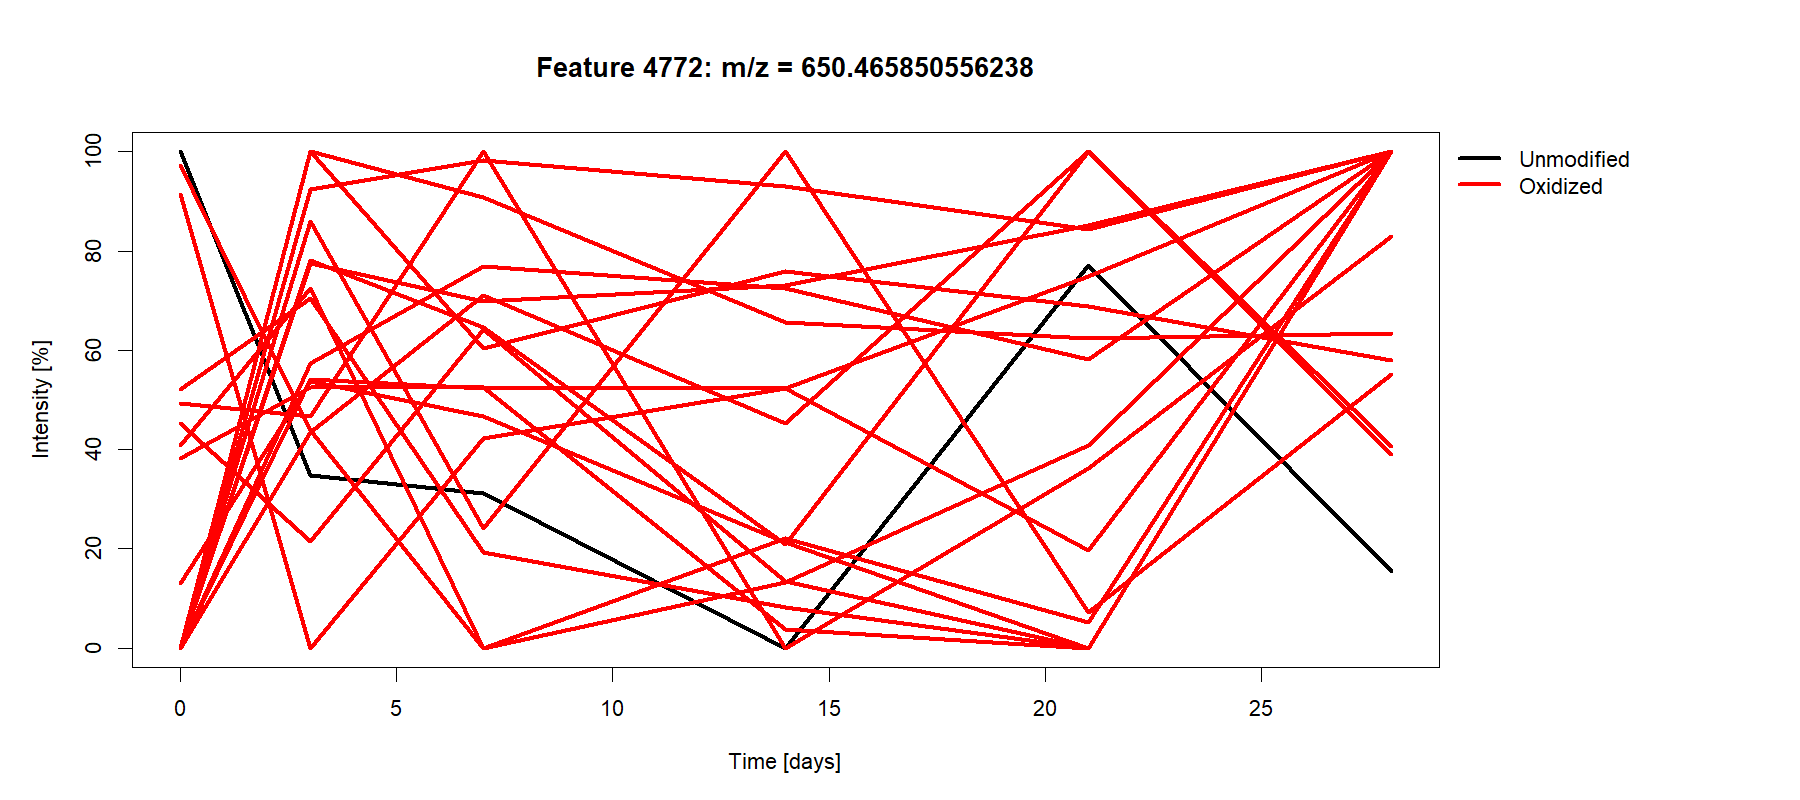 Feature 4772: m/z = 650.465850556238
Unmodified
Oxidized
Intensity [%]
100
80
60
40
20
0
0 5 10 15 20 25
Time [days]